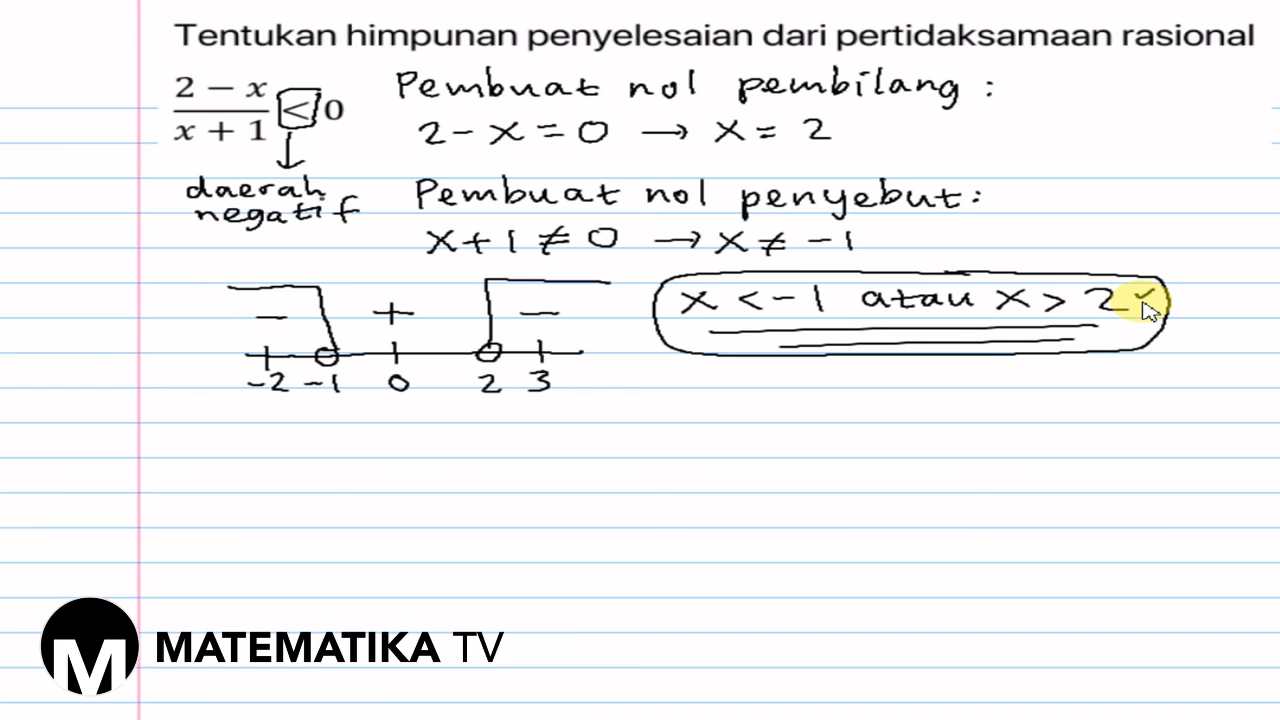 Tentukan himpunan penyelesaian dari pertidaksamaan rasional
2 − x
x + 1
< 0
daerah
negatif
Pembuat nol pembilang :
2 - x = 0 → x = 2
Pembuat nol penyebut :
x + 1 ≠ 0 → x ≠ -1
- + -
-2 -1 0 2 3
x < -1 atau x > 2
M MATEMATIKA TV